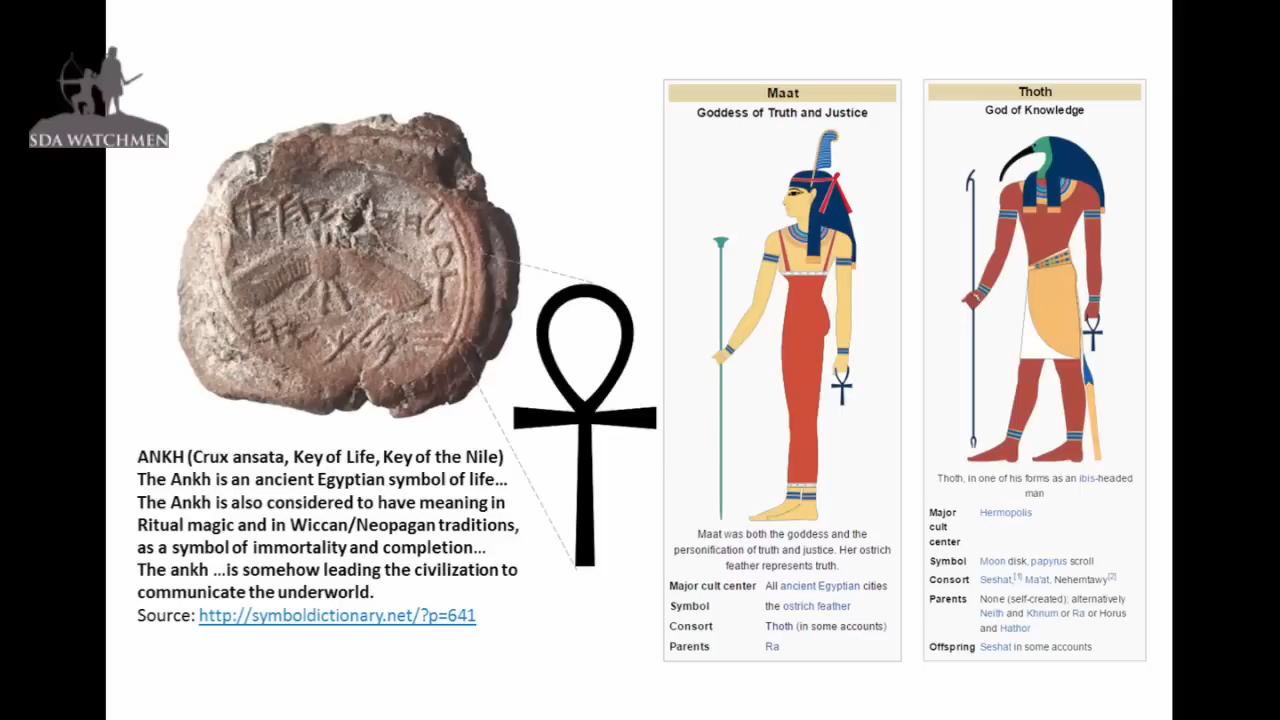 SDA WATCHMEN
ANKH (Crux ansata, Key of Life, Key of the Nile)
The Ankh is an ancient Egyptian symbol of life…
The Ankh is also considered to have meaning in
Ritual magic and in Wiccan/Neopagan traditions,
as a symbol of immortality and completion…
The ankh …is somehow leading the civilization to
communicate the underworld.
Source: http://symboldictionary.net/?p=641
Maat
Goddess of Truth and Justice
Maat was both the goddess and the
personification of truth and justice. Her ostrich
feather represents truth.
Major cult center All ancient Egyptian cities
Symbol the ostrich feather
Consort Thoth (in some accounts)
Parents Ra
Thoth
God of Knowledge
Thoth, in one of his forms as an ibis-headed
man
Major Hermopolis
cult
center
Symbol Moon disk, papyrus scroll
Consort Seshat,[1] Ma'at, Nehemtawy[2]
Parents None (self-created); alternatively
Neith and Khnum or Ra or Horus
and Hathor
Offspring Seshat in some accounts